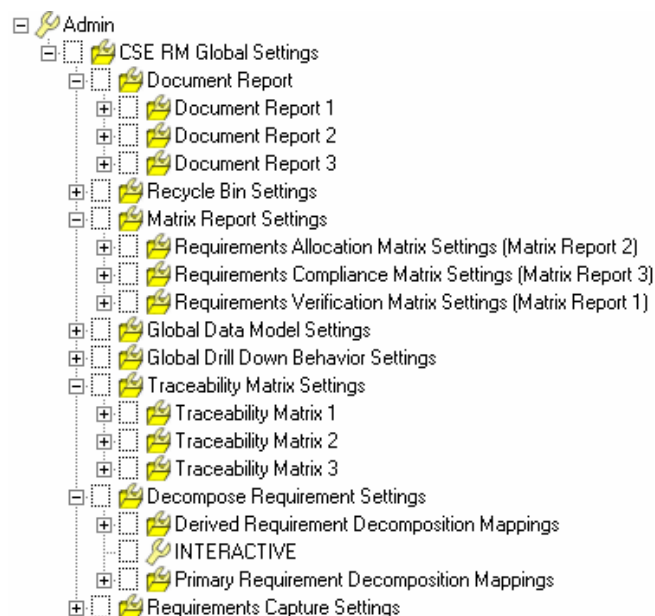 Admin
CSE RM Global Settings
Document Report
Document Report 1
Document Report 2
Document Report 3
Recycle Bin Settings
Matrix Report Settings
Requirements Allocation Matrix Settings (Matrix Report 2)
Requirements Compliance Matrix Settings (Matrix Report 3)
Requirements Verification Matrix Settings (Matrix Report 1)
Global Data Model Settings
Global Drill Down Behavior Settings
Traceability Matrix Settings
Traceability Matrix 1
Traceability Matrix 2
Traceability Matrix 3
Decompose Requirement Settings
Derived Requirement Decomposition Mappings
INTERACTIVE
Primary Requirement Decomposition Mappings
Requirements Capture Settings